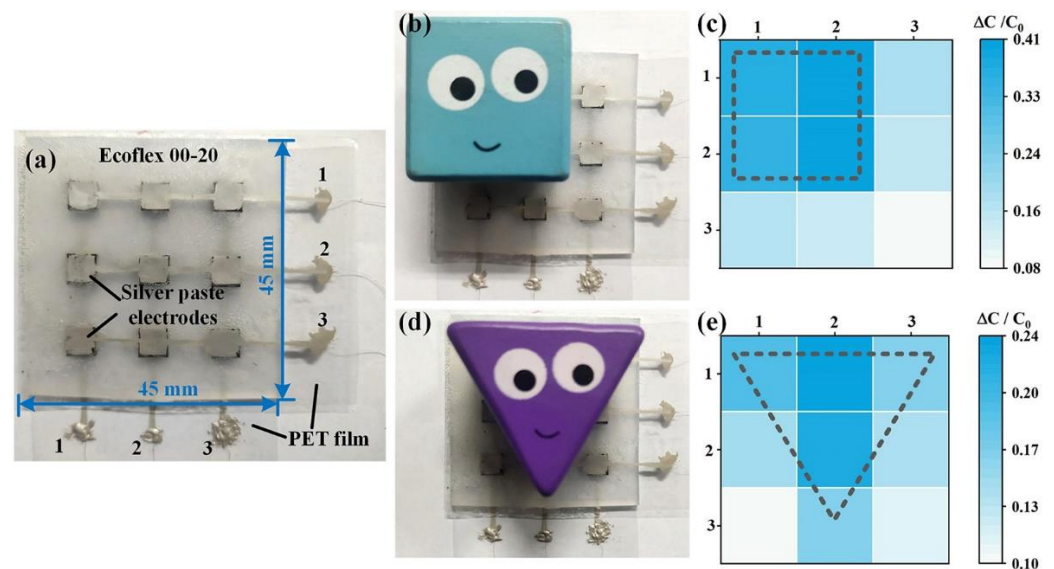 (a)
Ecoflex 00-20
1
2
3
45 mm
Silver paste
electrodes
45 mm
PET film
1 2 3
(b)
(c)
1 2 3
1
2
3
ΔC /C₀
0.41
0.33
0.24
0.16
0.08
(d)
(e)
1 2 3
1
2
3
ΔC / C₀
0.24
0.20
0.17
0.13
0.10